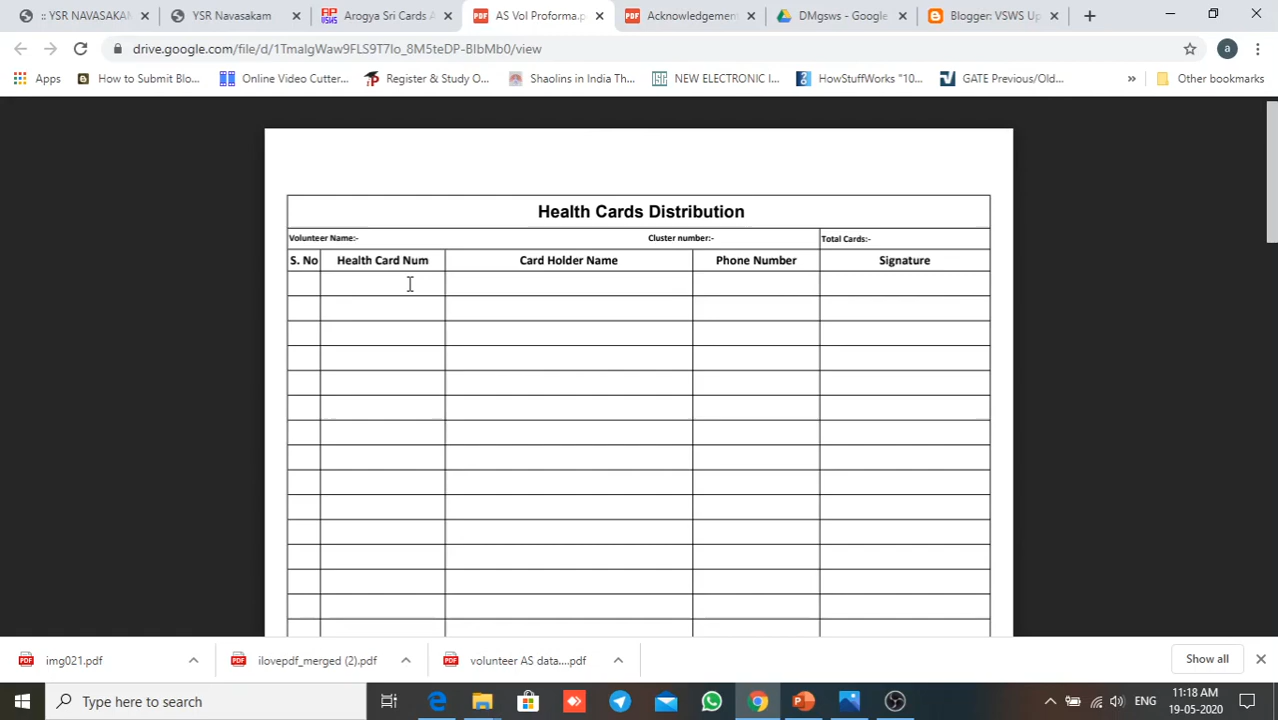 :: YSR NAVASAKAM
YSR Navasakam
Arogya Sri Cards A
AS Vol Proforma.p
Acknowledgemen
DMgsws - Google
Blogger: VSWS Up
drive.google.com/file/d/1TmaIgWaw9FLS9T7Io_8M5teDP-BIbMb0/view
a
Apps
How to Submit Blo...
Online Video Cutter...
Register & Study O...
Shaolins in India Th...
NEW ELECTRONIC I...
HowStuffWorks "10...
GATE Previous/Old...
»
Other bookmarks
Health Cards Distribution
Volunteer Name:- Cluster number:- Total Cards:-
S. No Health Card Num Card Holder Name Phone Number Signature
img021.pdf
ilovepdf_merged (2).pdf
volunteer AS data....pdf
Show all
Type here to search
ENG
11:18 AM
19-05-2020